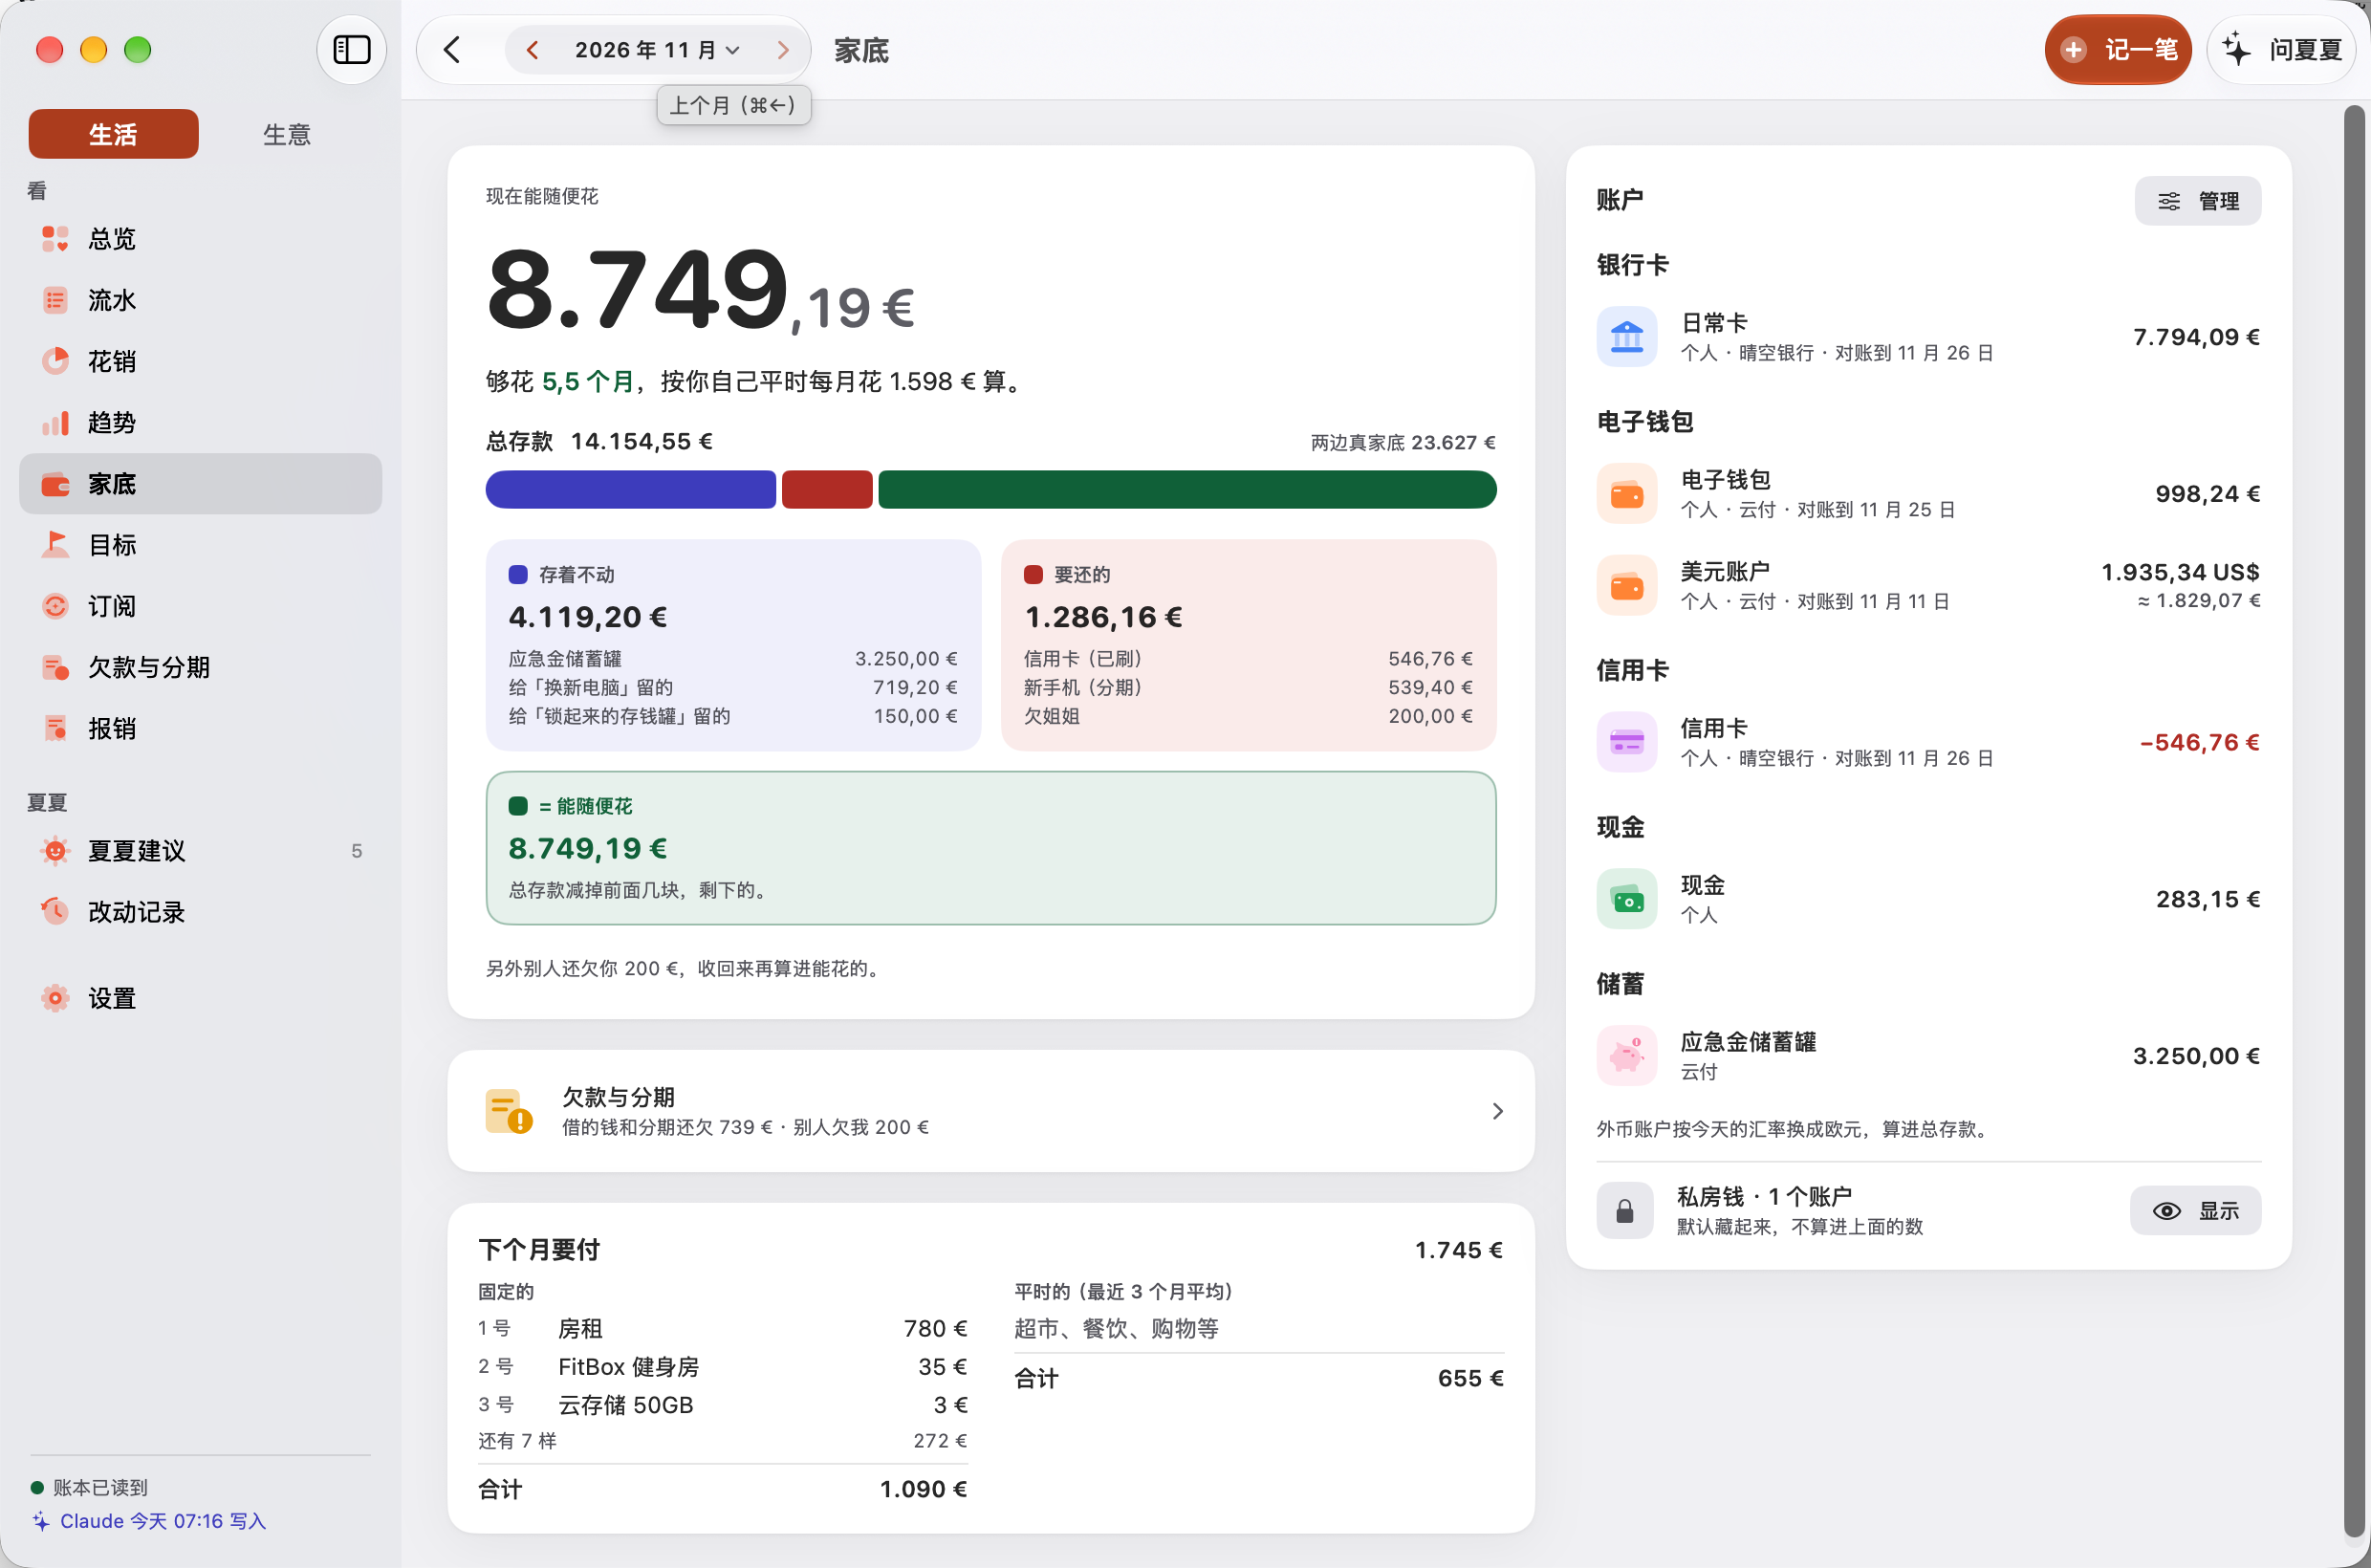 2026 年 11 月
家底
记一笔
问夏夏
上个月 (⌘←)
生活
生意
看
总览
流水
花销
趋势
家底
目标
订阅
欠款与分期
报销
夏夏
夏夏建议 5
改动记录
设置
账本已读到
Claude 今天 07:16 写入
现在能随便花
8.749,19 €
够花 5,5 个月，按你自己平时每月花 1.598 € 算。
总存款 14.154,55 €
两边真家底 23.627 €
存着不动
4.119,20 €
应急金储蓄罐 3.250,00 €
给「换新电脑」留的 719,20 €
给「锁起来的存钱罐」留的 150,00 €
要还的
1.286,16 €
信用卡（已刷） 546,76 €
新手机（分期） 539,40 €
欠姐姐 200,00 €
= 能随便花
8.749,19 €
总存款减掉前面几块，剩下的。
另外别人还欠你 200 €，收回来再算进能花的。
欠款与分期
借的钱和分期还欠 739 € · 别人欠我 200 €
下个月要付 1.745 €
固定的
1 号 房租 780 €
2 号 FitBox 健身房 35 €
3 号 云存储 50GB 3 €
还有 7 样 272 €
合计 1.090 €
平时的（最近 3 个月平均）
超市、餐饮、购物等
合计 655 €
账户
管理
银行卡
日常卡
个人 · 晴空银行 · 对账到 11 月 26 日
7.794,09 €
电子钱包
电子钱包
个人 · 云付 · 对账到 11 月 25 日
998,24 €
美元账户
个人 · 云付 · 对账到 11 月 11 日
1.935,34 US$
≈ 1.829,07 €
信用卡
信用卡
个人 · 晴空银行 · 对账到 11 月 26 日
−546,76 €
现金
现金
个人
283,15 €
储蓄
应急金储蓄罐
云付
3.250,00 €
外币账户按今天的汇率换成欧元，算进总存款。
私房钱 · 1 个账户
默认藏起来，不算进上面的数
显示